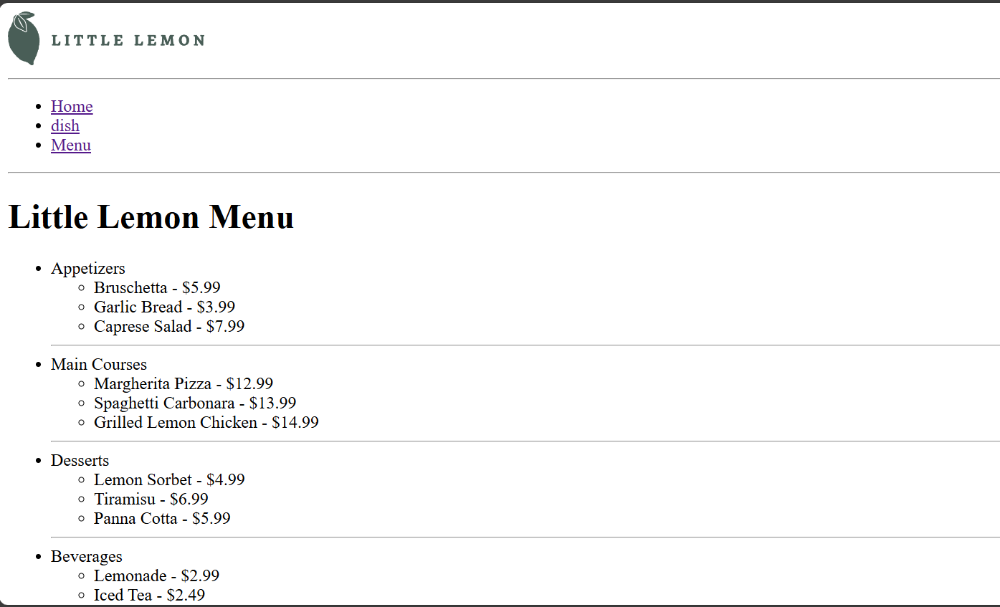 LITTLE LEMON
Home
dish
Menu
Little Lemon Menu
Appetizers
Bruschetta - $5.99
Garlic Bread - $3.99
Caprese Salad - $7.99
Main Courses
Margherita Pizza - $12.99
Spaghetti Carbonara - $13.99
Grilled Lemon Chicken - $14.99
Desserts
Lemon Sorbet - $4.99
Tiramisu - $6.99
Panna Cotta - $5.99
Beverages
Lemonade - $2.99
Iced Tea - $2.49